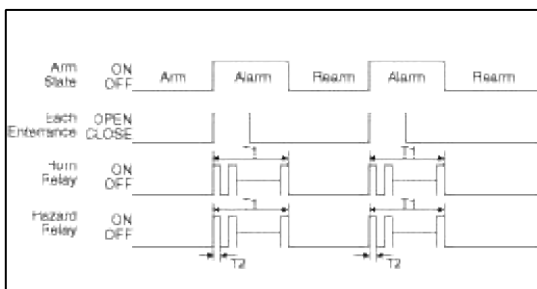 Arm State ON OFF Arm Alarm Rearm Alarm Rearm
Each Enterrance OPEN CLOSE
T1 T1
Horn Relay ON OFF
T1 T1
Hazard Relay ON OFF
T2 T2